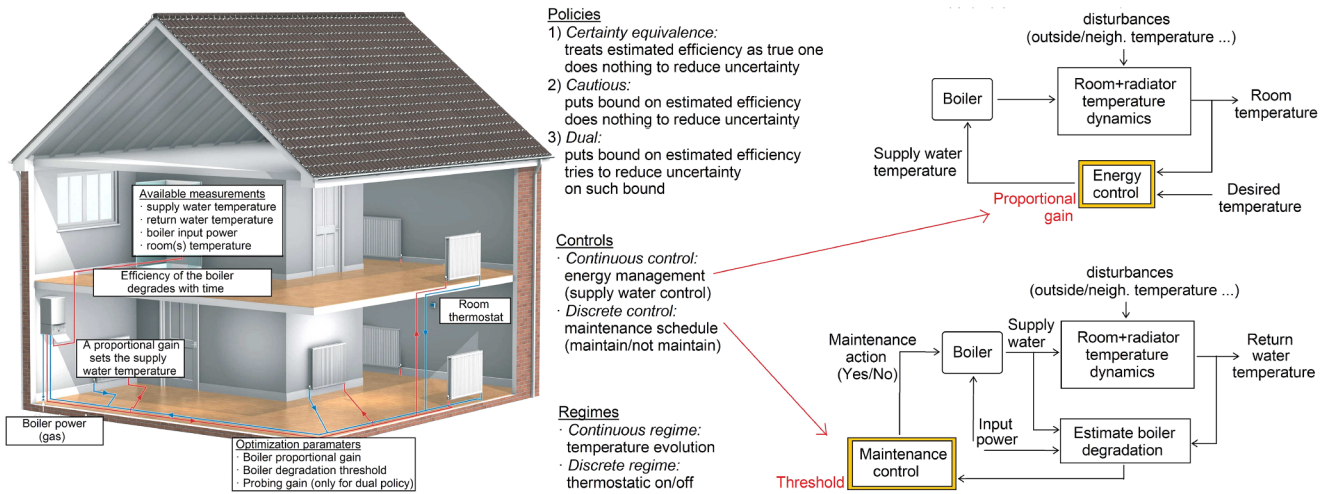 Available measurements
· supply water temperature
· return water temperature
· boiler input power
· room(s) temperature
Efficiency of the boiler
degrades with time
Room
thermostat
A proportional gain
sets the supply
water temperature
Boiler power
(gas)
Optimization paramaters
· Boiler proportional gain
· Boiler degradation threshold
· Probing gain (only for dual policy)
Policies
1) Certainty equivalence:
treats estimated efficiency as true one
does nothing to reduce uncertainty
2) Cautious:
puts bound on estimated efficiency
does nothing to reduce uncertainty
3) Dual:
puts bound on estimated efficiency
tries to reduce uncertainty
on such bound
Controls
· Continuous control:
energy management
(supply water control)
· Discrete control:
maintenance schedule
(maintain/not maintain)
Regimes
· Continuous regime:
temperature evolution
· Discrete regime:
thermostatic on/off
disturbances
(outside/neigh. temperature ...)
Boiler
Room+radiator
temperature
dynamics
Room
temperature
Supply water
temperature
Energy
control
Proportional
gain
Desired
temperature
disturbances
(outside/neigh. temperature ...)
Maintenance
action
(Yes/No)
Boiler
Supply
water
Room+radiator
temperature
dynamics
Return
water
temperature
Input
power
Estimate boiler
degradation
Maintenance
control
Threshold